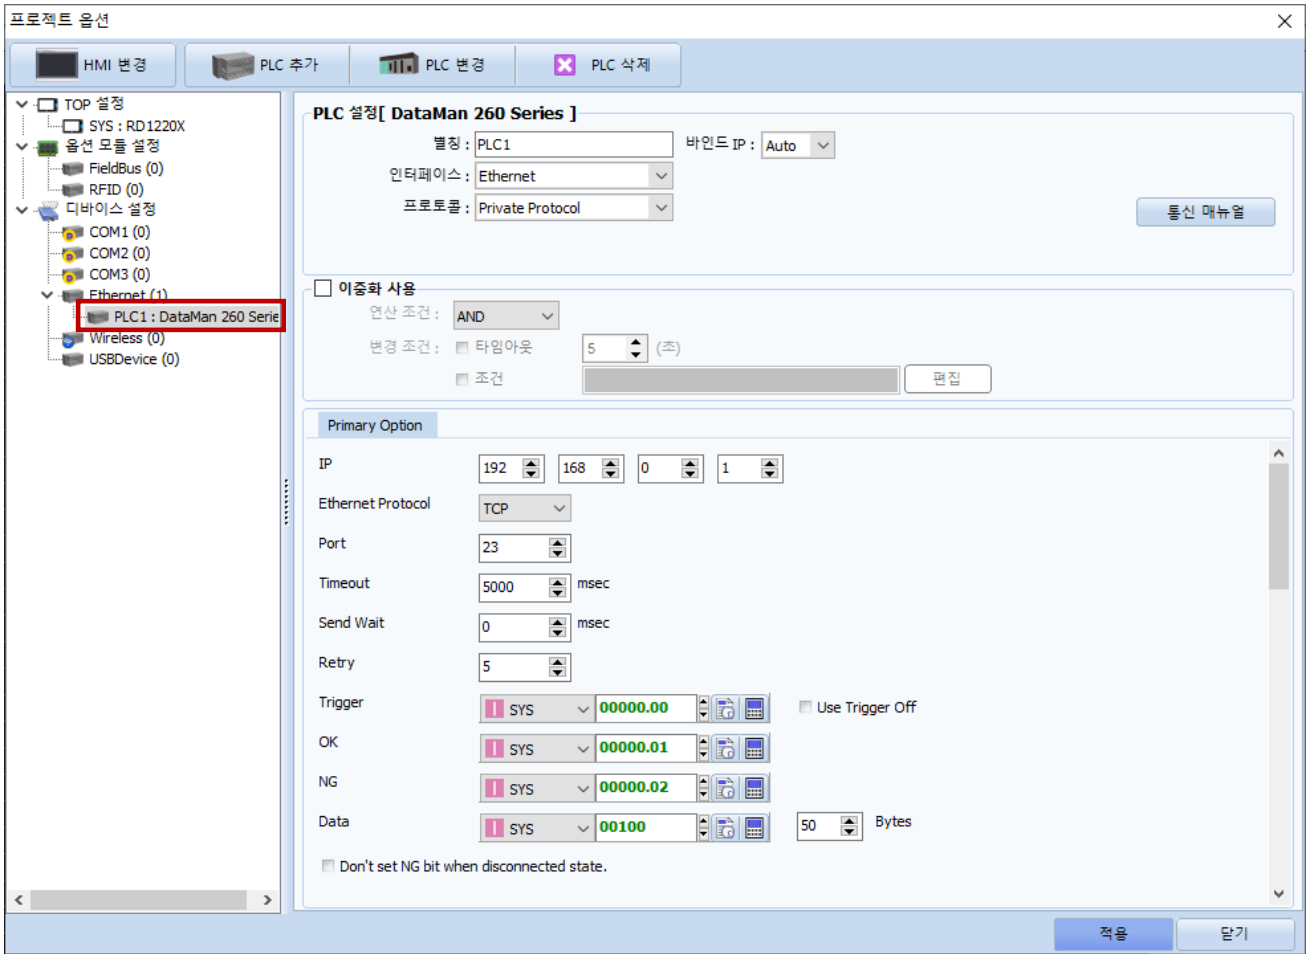 프로젝트 옵션
HMI 변경
PLC 추가
PLC 변경
PLC 삭제
TOP 설정
SYS : RD1220X
옵션 모듈 설정
FieldBus (0)
RFID (0)
디바이스 설정
COM1 (0)
COM2 (0)
COM3 (0)
Ethernet (1)
PLC1 : DataMan 260 Serie
Wireless (0)
USBDevice (0)
PLC 설정[ DataMan 260 Series ]
별칭 : PLC1 바인드 IP : Auto
인터페이스 : Ethernet
프로토콜 : Private Protocol
통신 매뉴얼
이중화 사용
연산 조건 : AND
변경 조건 : 타임아웃 5 (초)
조건 편집
Primary Option
IP 192 168 0 1
Ethernet Protocol TCP
Port 23
Timeout 5000 msec
Send Wait 0 msec
Retry 5
Trigger SYS 00000.00 Use Trigger Off
OK SYS 00000.01
NG SYS 00000.02
Data SYS 00100 50 Bytes
Don't set NG bit when disconnected state.
적용 닫기